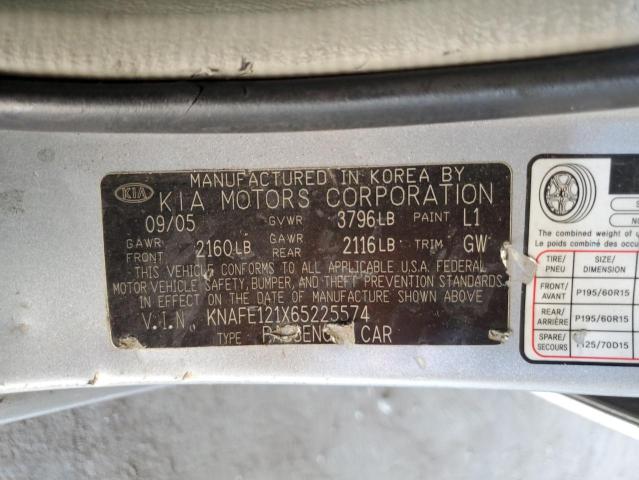 MANUFACTURED IN KOREA BY
KIA KIA MOTORS CORPORATION
09/05 GVWR 3796LB PAINT L1
GAWR FRONT 2160LB GAWR REAR 2116LB TRIM GW
THIS VEHICLE CONFORMS TO ALL APPLICABLE U.S.A. FEDERAL
MOTOR VEHICLE SAFETY, BUMPER, AND THEFT PREVENTION STANDARDS
IN EFFECT ON THE DATE OF MANUFACTURE SHOWN ABOVE
V.I.N. KNAFE121X65225574
TYPE PASSENGER CAR
The combined weight of
Le poids combiné des occu
TIRE/PNEU SIZE DIMENSION
FRONT/AVANT P195/60R15
REAR/ARRIÈRE P195/60R15
SPARE/SECOURS T125/70D15